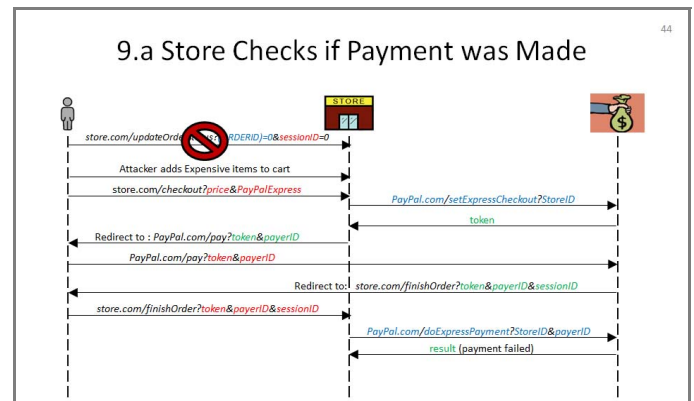 44
9.a Store Checks if Payment was Made
STORE
store.com/updateOrde us? RDERID)=0&sessionID=0
Attacker adds Expensive items to cart
store.com/checkout?price&PayPalExpress
PayPal.com/setExpressCheckout?StoreID
token
Redirect to : PayPal.com/pay?token&payerID
PayPal.com/pay?token&payerID
Redirect to: store.com/finishOrder?token&payerID&sessionID
store.com/finishOrder?token&payerID&sessionID
PayPal.com/doExpressPayment?StoreID&payerID
result (payment failed)